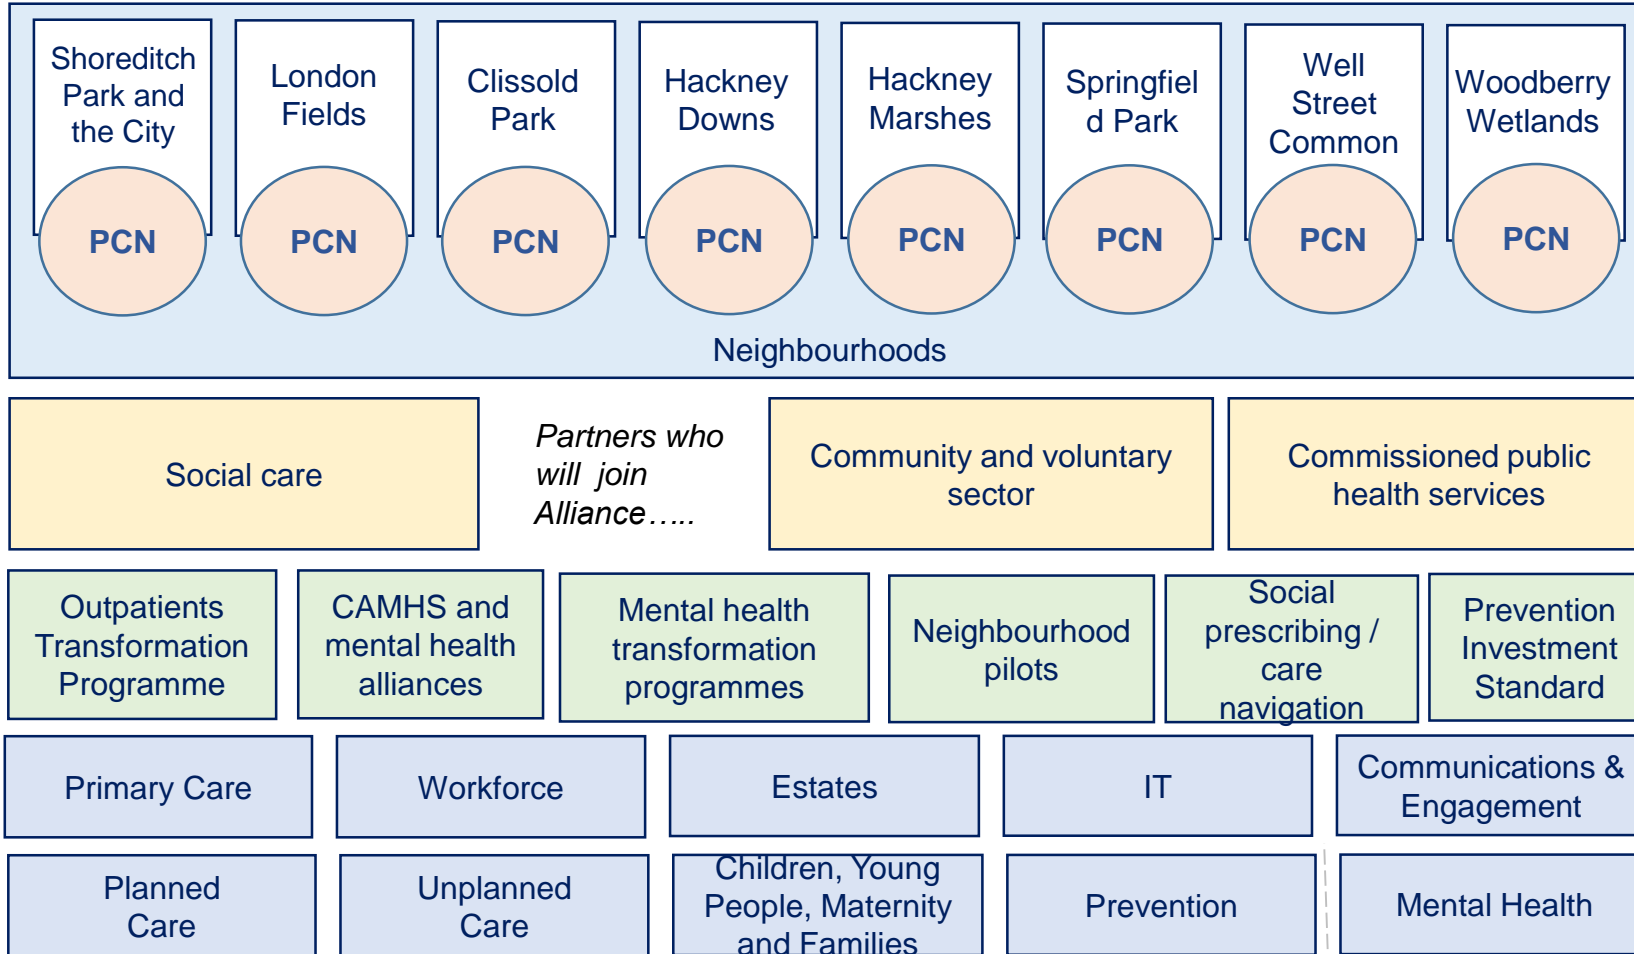 Shoreditch
Park and
the City
London
Fields
Clissold
Park
Hackney
Downs
Hackney
Marshes
Springfiel
d Park
Well
Street
Common
Woodberry
Wetlands
PCN
PCN
PCN
PCN
PCN
PCN
PCN
PCN
Neighbourhoods
Social care
Partners who
will join
Alliance…..
Community and voluntary
sector
Commissioned public
health services
Outpatients
Transformation
Programme
CAMHS and
mental health
alliances
Mental health
transformation
programmes
Neighbourhood
pilots
Social
prescribing /
care
navigation
Prevention
Investment
Standard
Primary Care
Workforce
Estates
IT
Communications &
Engagement
Planned
Care
Unplanned
Care
Children, Young
People, Maternity
and Families
Prevention
Mental Health